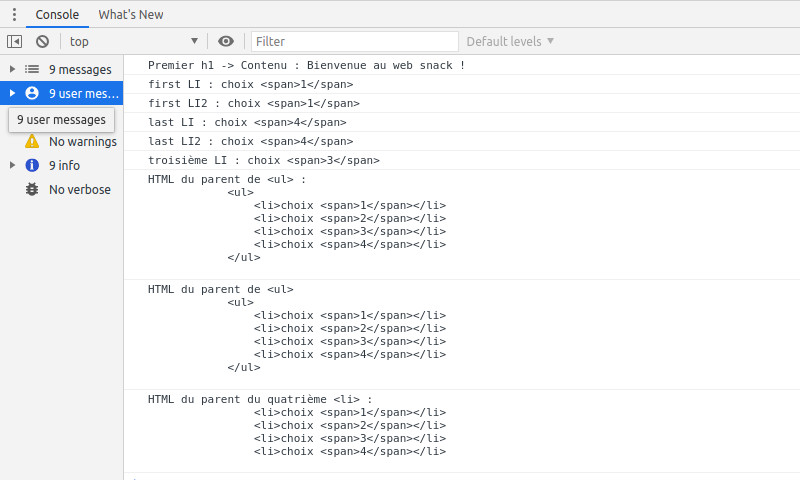 Console What's New
top Filter Default levels
9 messages
9 user mes...
9 user messages
No warnings
9 info
No verbose
Premier h1 -> Contenu : Bienvenue au web snack !
first LI : choix <span>1</span>
first LI2 : choix <span>1</span>
last LI : choix <span>4</span>
last LI2 : choix <span>4</span>
troisième LI : choix <span>3</span>
HTML du parent de <ul> :
<ul>
<li>choix <span>1</span></li>
<li>choix <span>2</span></li>
<li>choix <span>3</span></li>
<li>choix <span>4</span></li>
</ul>
HTML du parent de <ul>
<ul>
<li>choix <span>1</span></li>
<li>choix <span>2</span></li>
<li>choix <span>3</span></li>
<li>choix <span>4</span></li>
</ul>
HTML du parent du quatrième <li> :
<li>choix <span>1</span></li>
<li>choix <span>2</span></li>
<li>choix <span>3</span></li>
<li>choix <span>4</span></li>